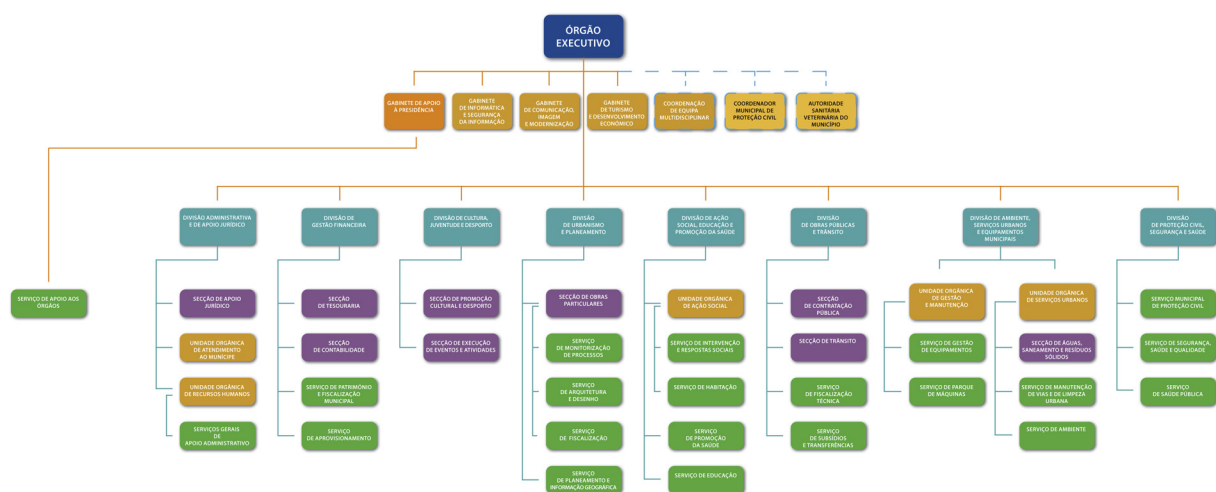 ÓRGÃO
EXECUTIVO
GABINETE DE APOIO
À PRESIDÊNCIA
GABINETE
DE INFORMÁTICA
E SEGURANÇA
DA INFORMAÇÃO
GABINETE
DE COMUNICAÇÃO,
IMAGEM
E MODERNIZAÇÃO
GABINETE
DE TURISMO
E DESENVOLVIMENTO
ECONÓMICO
COORDENAÇÃO
DE EQUIPA
MULTIDISCIPLINAR
COORDENADOR
MUNICIPAL DE
PROTEÇÃO CIVIL
AUTORIDADE
SANITÁRIA
VETERINÁRIA DO
MUNICÍPIO
DIVISÃO ADMINISTRATIVA
E DE APOIO JURÍDICO
DIVISÃO DE
GESTÃO FINANCEIRA
DIVISÃO DE CULTURA,
JUVENTUDE E DESPORTO
DIVISÃO
DE URBANISMO
E PLANEAMENTO
DIVISÃO DE AÇÃO
SOCIAL, EDUCAÇÃO E
PROMOÇÃO DA SAÚDE
DIVISÃO
DE OBRAS PÚBLICAS
E TRÂNSITO
DIVISÃO DE AMBIENTE,
SERVIÇOS URBANOS
E EQUIPAMENTOS
MUNICIPAIS
DIVISÃO
DE PROTEÇÃO CIVIL,
SEGURANÇA E SAÚDE
SERVIÇO DE APOIO AOS
ÓRGÃOS
SECÇÃO DE APOIO
JURÍDICO
UNIDADE ORGÂNICA
DE ATENDIMENTO
AO MUNÍCIPE
UNIDADE ORGÂNICA
DE RECURSOS HUMANOS
SERVIÇOS GERAIS
DE
APOIO ADMINISTRATIVO
SECÇÃO
DE TESOURARIA
SECÇÃO
DE CONTABILIDADE
SERVIÇO DE PATRIMÓNIO
E FISCALIZAÇÃO
MUNICIPAL
SERVIÇO
DE APROVISIONAMENTO
SECÇÃO DE PROMOÇÃO
CULTURAL E DESPORTO
SECÇÃO DE EXECUÇÃO
DE EVENTOS E ATIVIDADES
SECÇÃO DE OBRAS
PARTICULARES
SERVIÇO
DE MONITORIZAÇÃO
DE PROCESSOS
SERVIÇO
DE ARQUITETURA
E DESENHO
SERVIÇO
DE FISCALIZAÇÃO
SERVIÇO
DE PLANEAMENTO E
INFORMAÇÃO GEOGRÁFICA
UNIDADE ORGÂNICA
DE AÇÃO SOCIAL
SERVIÇO DE INTERVENÇÃO
E RESPOSTAS SOCIAIS
SERVIÇO DE HABITAÇÃO
SERVIÇO
DE PROMOÇÃO
DA SAÚDE
SERVIÇO DE EDUCAÇÃO
SECÇÃO
DE CONTRATAÇÃO
PÚBLICA
SECÇÃO DE TRÂNSITO
SERVIÇO
DE FISCALIZAÇÃO
TÉCNICA
SERVIÇO
DE SUBSÍDIOS
E TRANSFERÊNCIAS
UNIDADE ORGÂNICA
DE GESTÃO
E MANUTENÇÃO
SERVIÇO DE GESTÃO
DE EQUIPAMENTOS
SERVIÇO DE PARQUE
DE MÁQUINAS
UNIDADE ORGÂNICA
DE SERVIÇOS URBANOS
SECÇÃO DE ÁGUAS,
SANEAMENTO E RESÍDUOS
SÓLIDOS
SERVIÇO DE MANUTENÇÃO
DE VIAS E DE LIMPEZA
URBANA
SERVIÇO DE AMBIENTE
SERVIÇO MUNICIPAL
DE PROTEÇÃO CIVIL
SERVIÇO DE SEGURANÇA,
SAÚDE E QUALIDADE
SERVIÇO
DE SAÚDE PÚBLICA